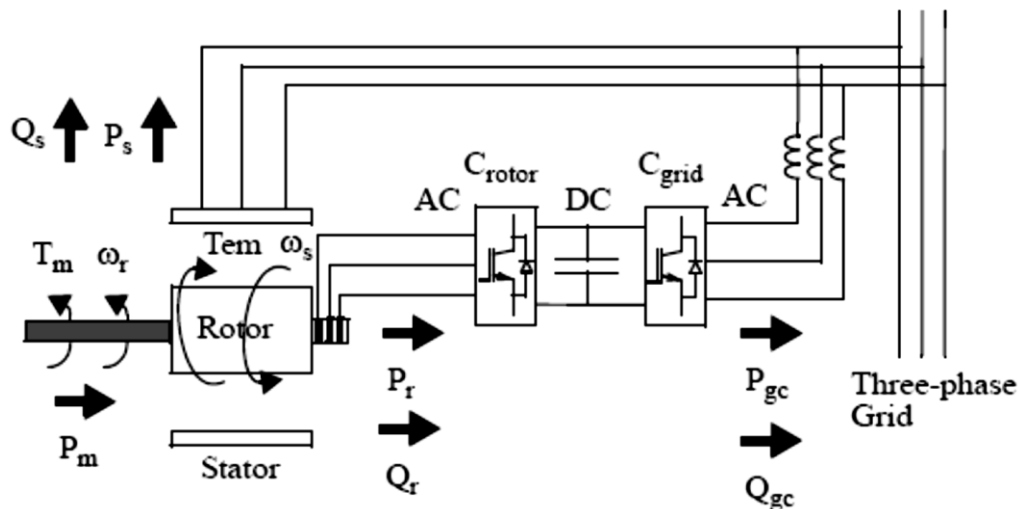 Qs Ps
Crotor
Cgrid
AC
DC
AC
Tm ωr
Tem ωs
Rotor
Pm
Pr
Pgc
Three-phase
Grid
Stator
Qr
Qgc